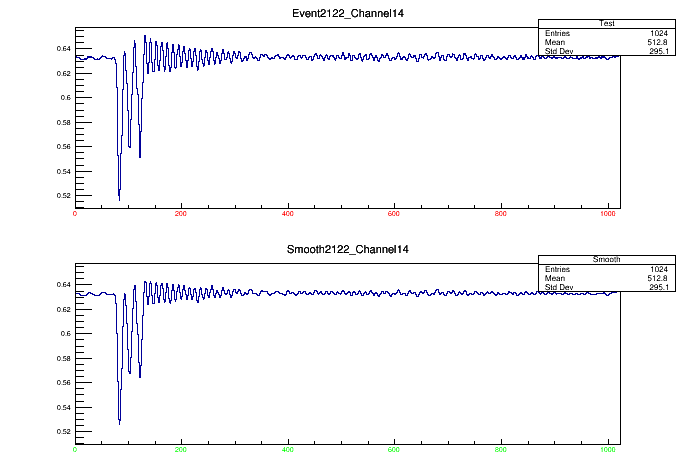 Event2122_Channel14
Test
Entries 1024
Mean 512.8
Std Dev 295.1
0.64
0.62
0.6
0.58
0.56
0.54
0.52
0 200 400 600 800 1000
Smooth2122_Channel14
Smooth
Entries 1024
Mean 512.8
Std Dev 295.1
0.64
0.62
0.6
0.58
0.56
0.54
0.52
0 200 400 600 800 1000